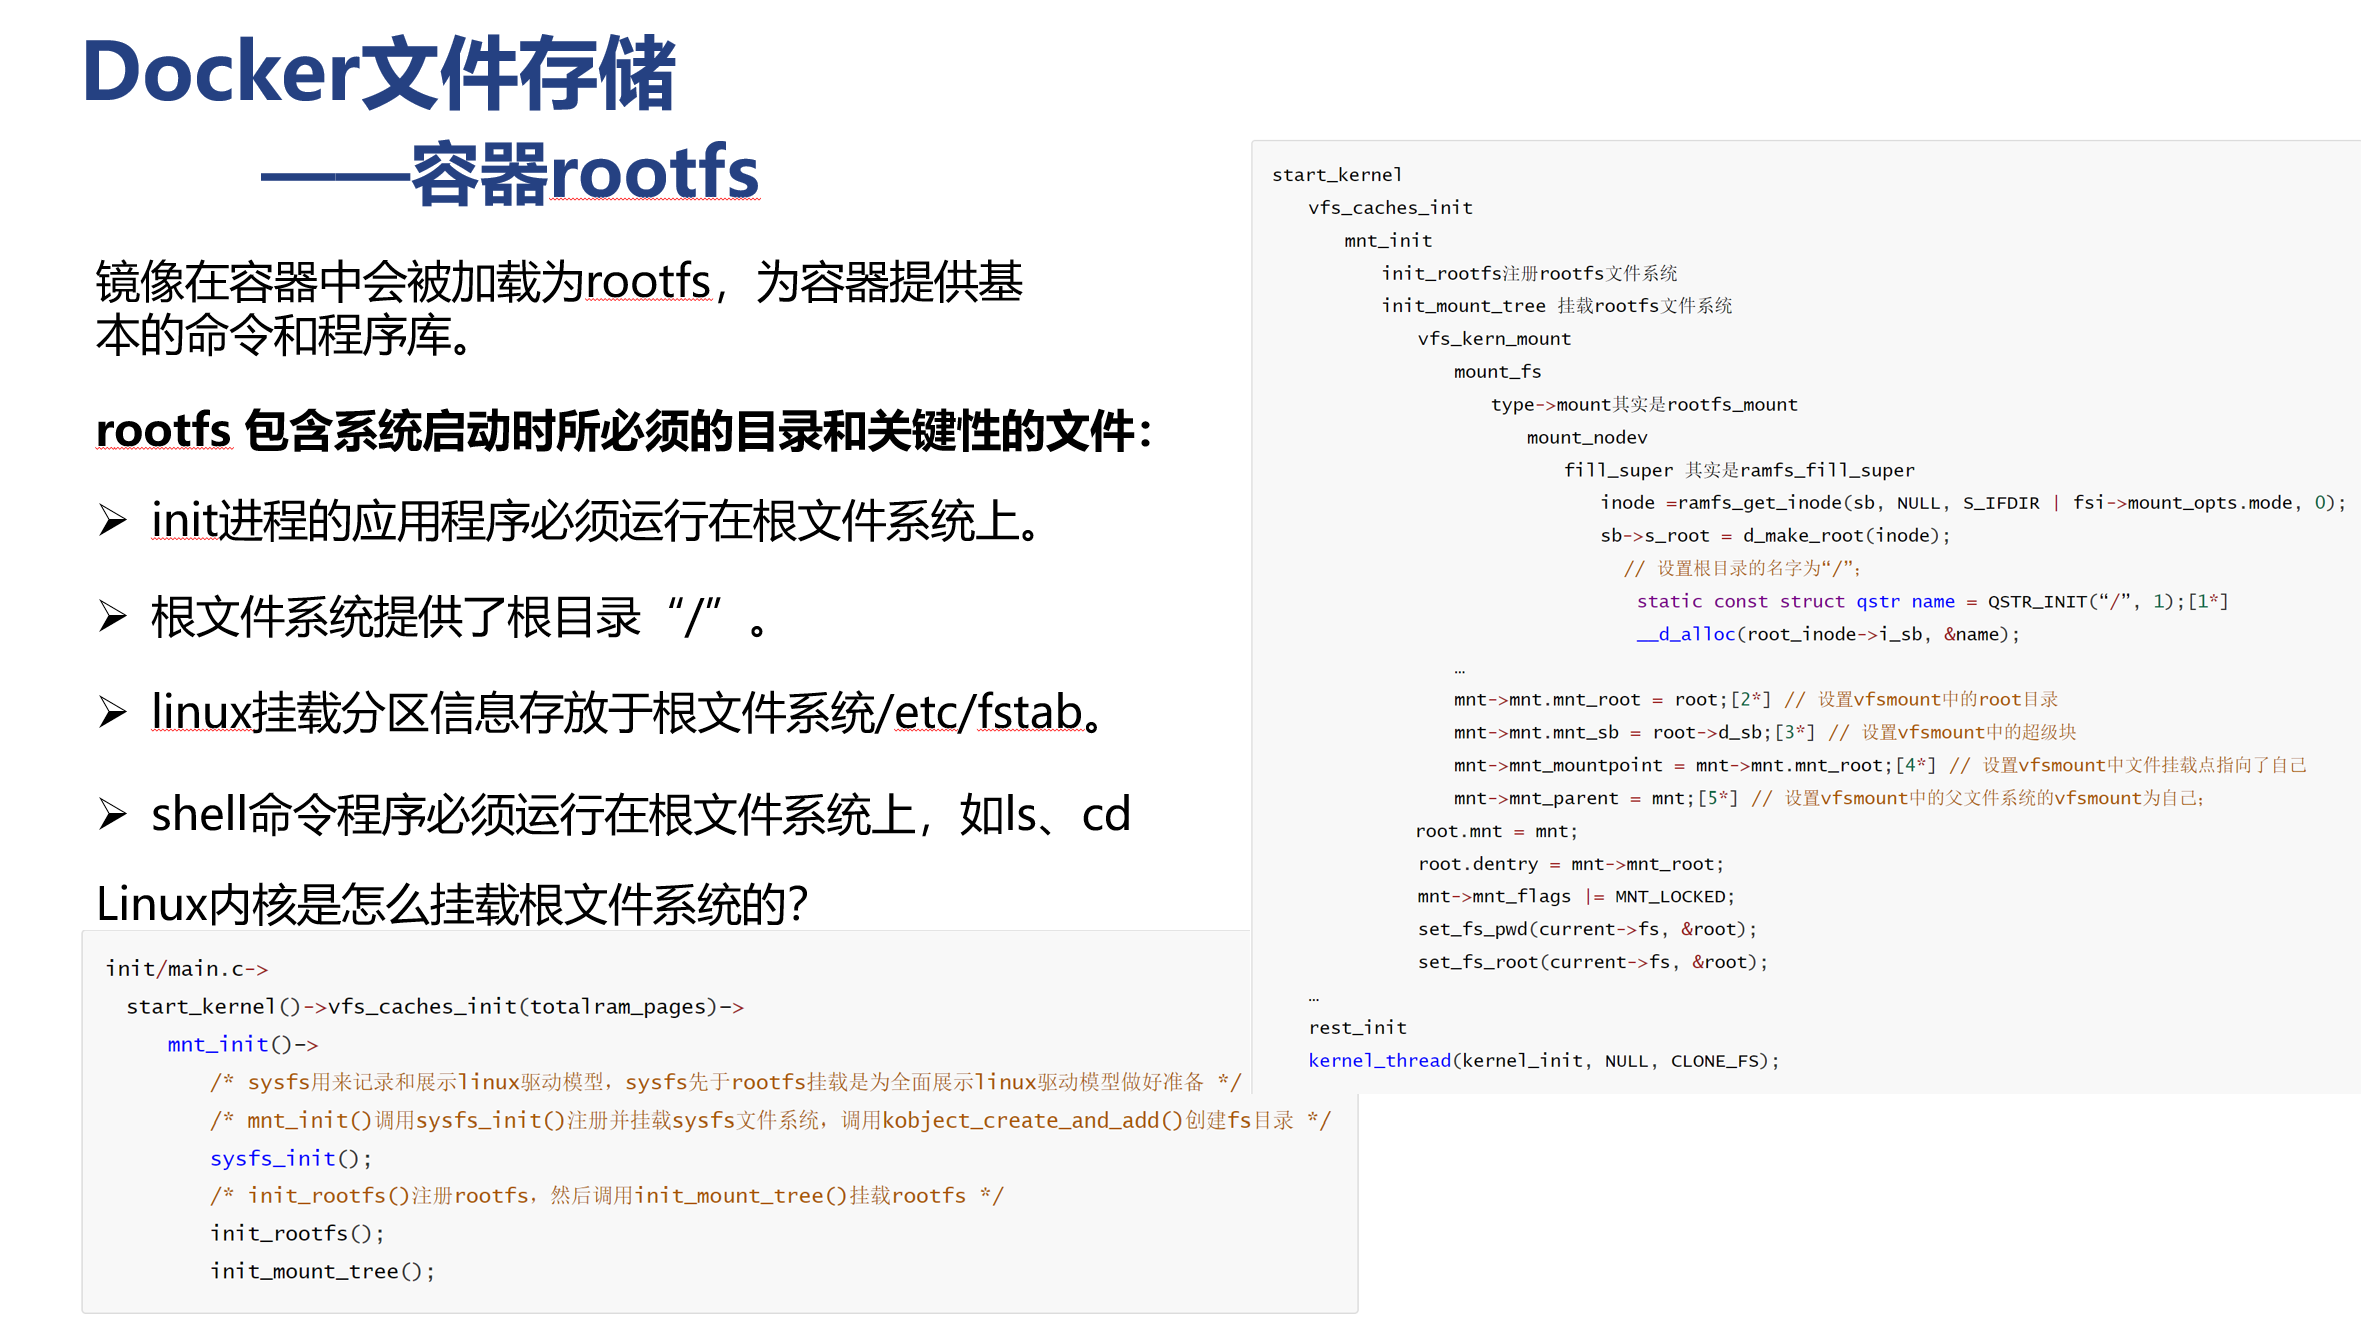 Docker文件存储
——容器rootfs
镜像在容器中会被加载为rootfs，为容器提供基
本的命令和程序库。
rootfs 包含系统启动时所必须的目录和关键性的文件：
➢ init进程的应用程序必须运行在根文件系统上。
➢ 根文件系统提供了根目录“/”。
➢ linux挂载分区信息存放于根文件系统/etc/fstab。
➢ shell命令程序必须运行在根文件系统上，如ls、cd
Linux内核是怎么挂载根文件系统的？
init/main.c->
start_kernel()->vfs_caches_init(totalram_pages)–>
mnt_init()–>
/* sysfs用来记录和展示linux驱动模型，sysfs先于rootfs挂载是为全面展示linux驱动模型做好准备 */
/* mnt_init()调用sysfs_init()注册并挂载sysfs文件系统，调用kobject_create_and_add()创建fs目录 */
sysfs_init();
/* init_rootfs()注册rootfs，然后调用init_mount_tree()挂载rootfs */
init_rootfs();
init_mount_tree();
start_kernel
vfs_caches_init
mnt_init
init_rootfs注册rootfs文件系统
init_mount_tree 挂载rootfs文件系统
vfs_kern_mount
mount_fs
type->mount其实是rootfs_mount
mount_nodev
fill_super 其实是ramfs_fill_super
inode =ramfs_get_inode(sb, NULL, S_IFDIR | fsi->mount_opts.mode, 0);
sb->s_root = d_make_root(inode);
// 设置根目录的名字为“/”;
static const struct qstr name = QSTR_INIT(“/”, 1);[1*]
__d_alloc(root_inode->i_sb, &name);
…
mnt->mnt.mnt_root = root;[2*] // 设置vfsmount中的root目录
mnt->mnt.mnt_sb = root->d_sb;[3*] // 设置vfsmount中的超级块
mnt->mnt_mountpoint = mnt->mnt.mnt_root;[4*] // 设置vfsmount中文件挂载点指向了自己
mnt->mnt_parent = mnt;[5*] // 设置vfsmount中的父文件系统的vfsmount为自己;
root.mnt = mnt;
root.dentry = mnt->mnt_root;
mnt->mnt_flags |= MNT_LOCKED;
set_fs_pwd(current->fs, &root);
set_fs_root(current->fs, &root);
…
rest_init
kernel_thread(kernel_init, NULL, CLONE_FS);